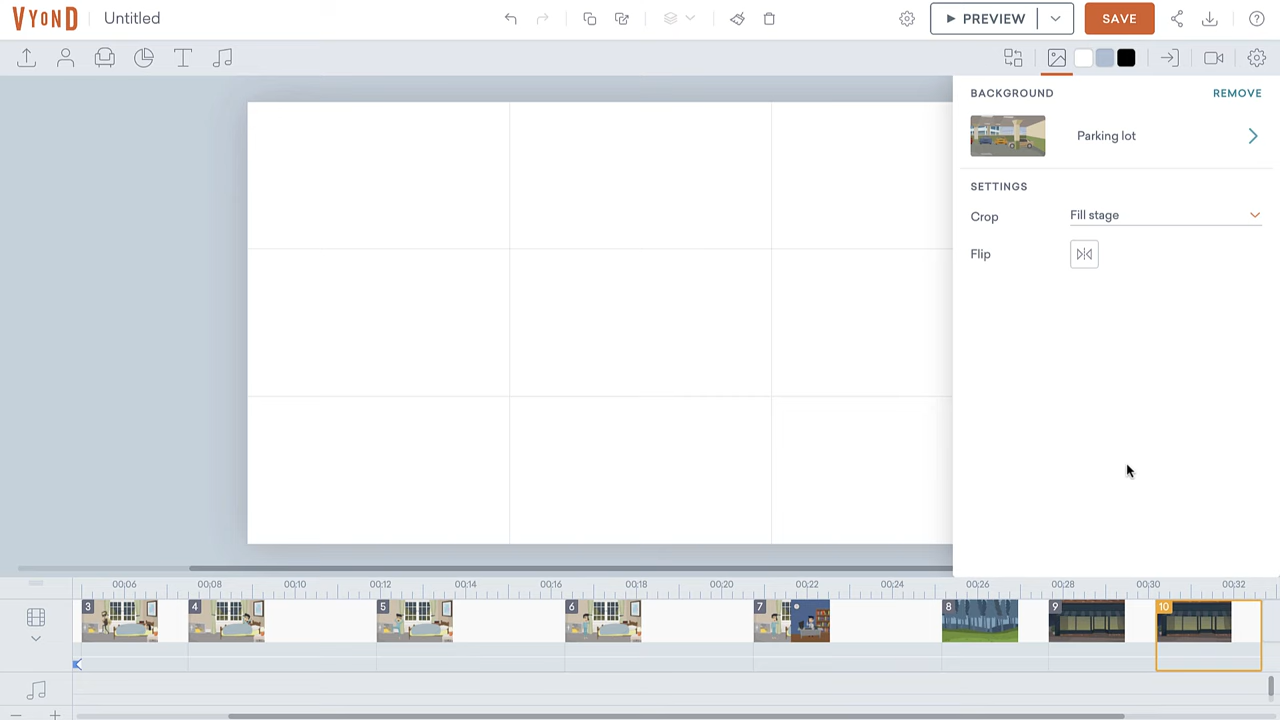 VYOND
Untitled
PREVIEW
SAVE
BACKGROUND
REMOVE
Parking lot
SETTINGS
Crop
Fill stage
Flip
00:06 00:08 00:10 00:12 00:14 00:16 00:18 00:20 00:22 00:24 00:26 00:28 00:30 00:32
3 4 5 6 7 8 9 10